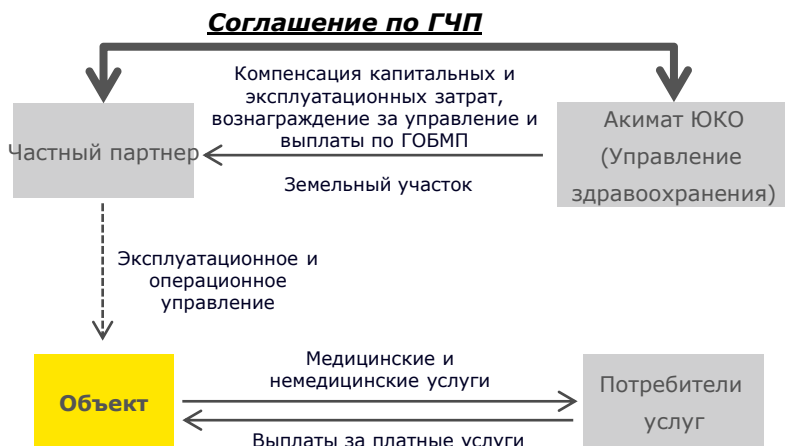 Соглашение по ГЧП
Компенсация капитальных и
эксплуатационных затрат,
вознаграждение за управление и
выплаты по ГОБМП
Частный партнер
Акимат ЮКО
(Управление
здравоохранения)
Земельный участок
Эксплуатационное и
операционное
управление
Медицинские и
немедицинские услуги
Объект
Потребители
услуг
Выплаты за платные услуги